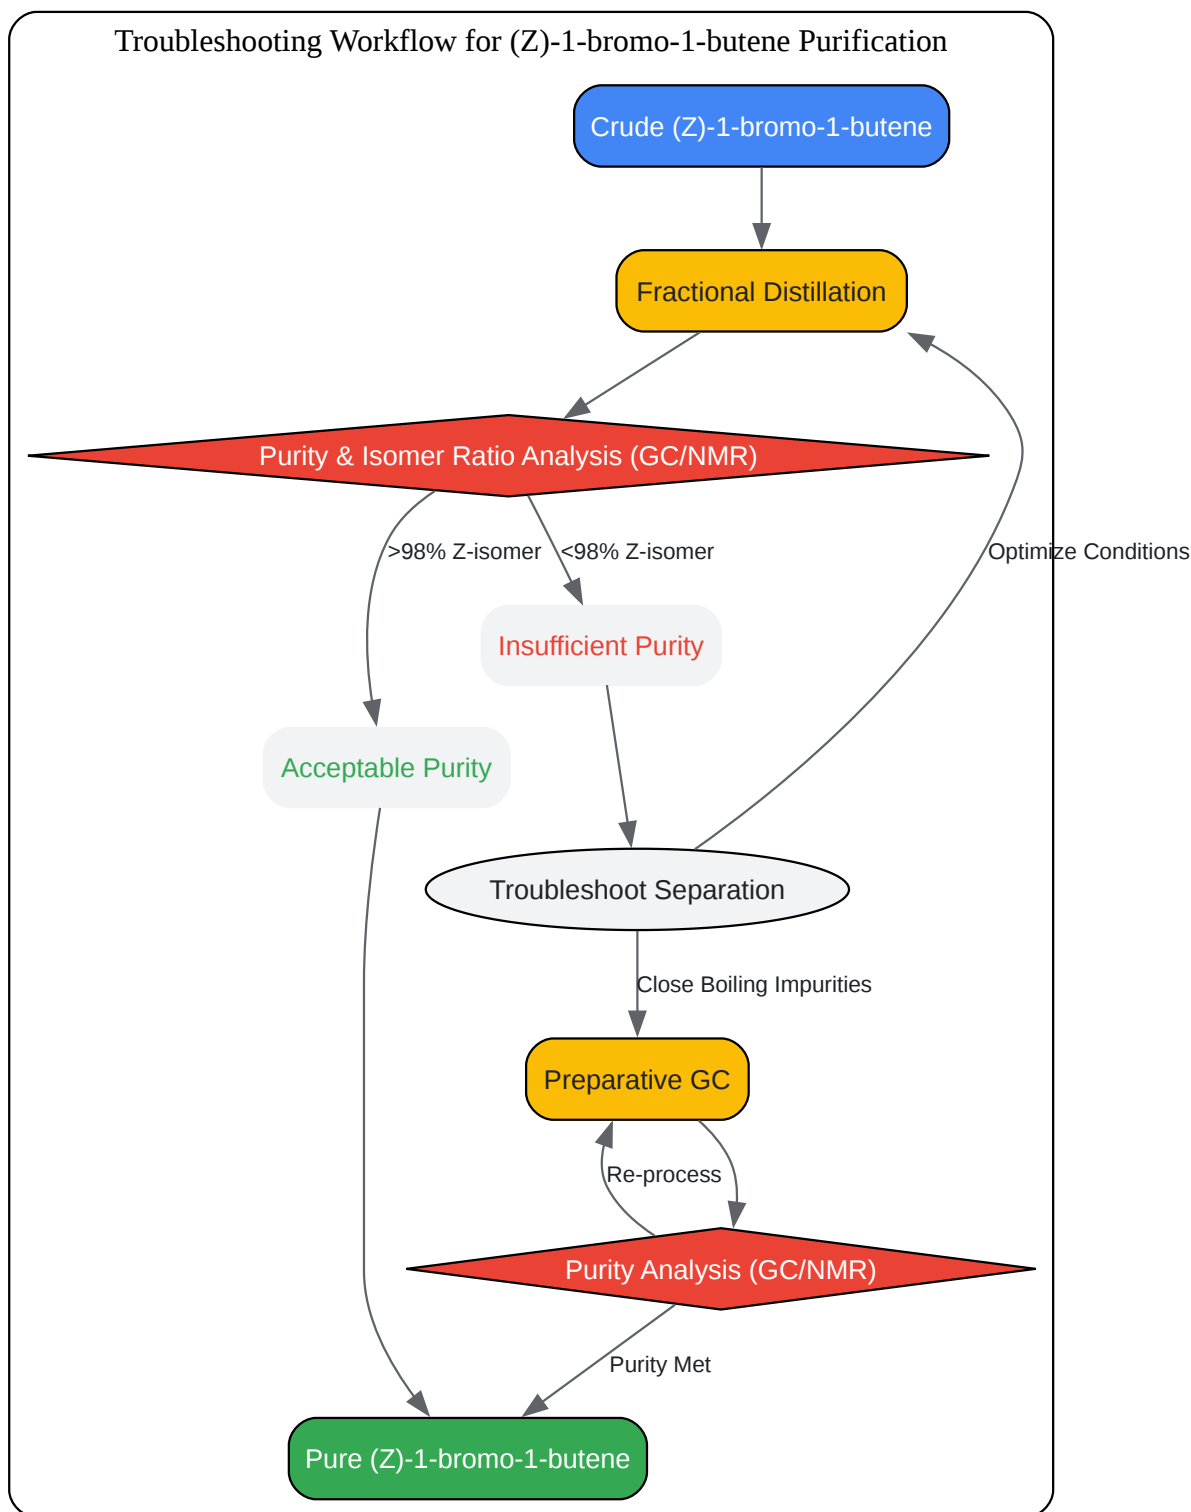 Troubleshooting Workflow for (Z)-1-bromo-1-butene Purification
Crude (Z)-1-bromo-1-butene
Fractional Distillation
Purity & Isomer Ratio Analysis (GC/NMR)
>98% Z-isomer
<98% Z-isomer
Optimize Conditions
Insufficient Purity
Acceptable Purity
Troubleshoot Separation
Close Boiling Impurities
Preparative GC
Re-process
Purity Analysis (GC/NMR)
Purity Met
Pure (Z)-1-bromo-1-butene